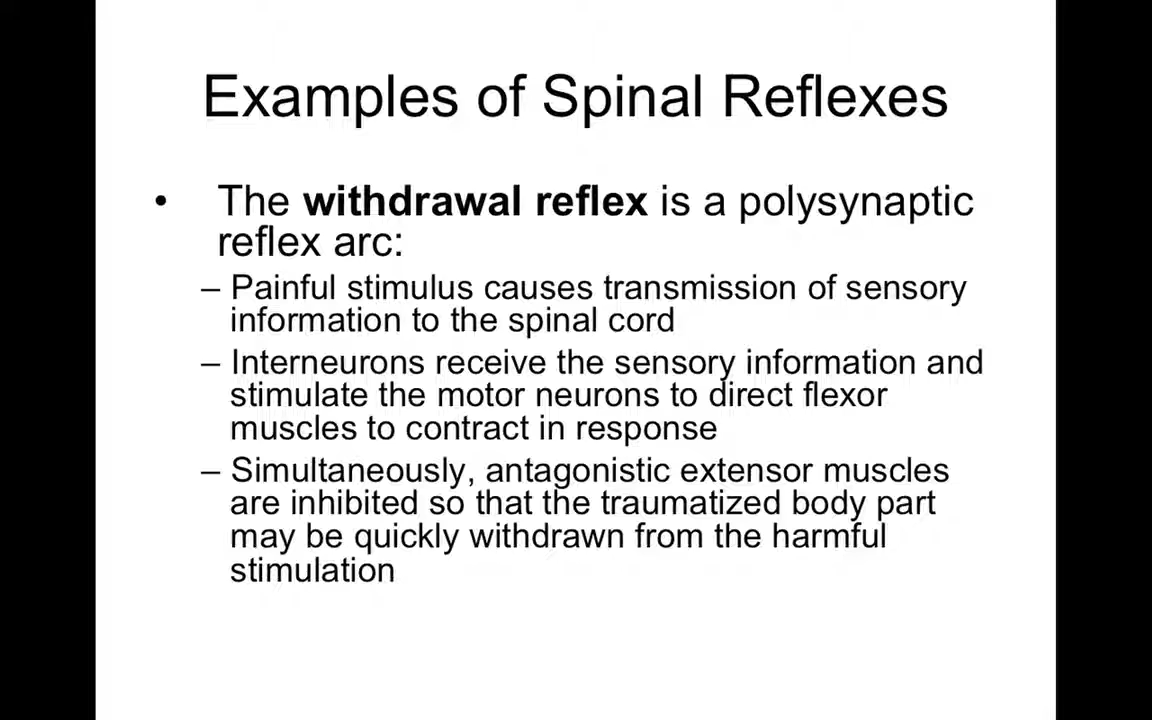 Examples of Spinal Reflexes
• The withdrawal reflex is a polysynaptic
reflex arc:
– Painful stimulus causes transmission of sensory
information to the spinal cord
– Interneurons receive the sensory information and
stimulate the motor neurons to direct flexor
muscles to contract in response
– Simultaneously, antagonistic extensor muscles
are inhibited so that the traumatized body part
may be quickly withdrawn from the harmful
stimulation